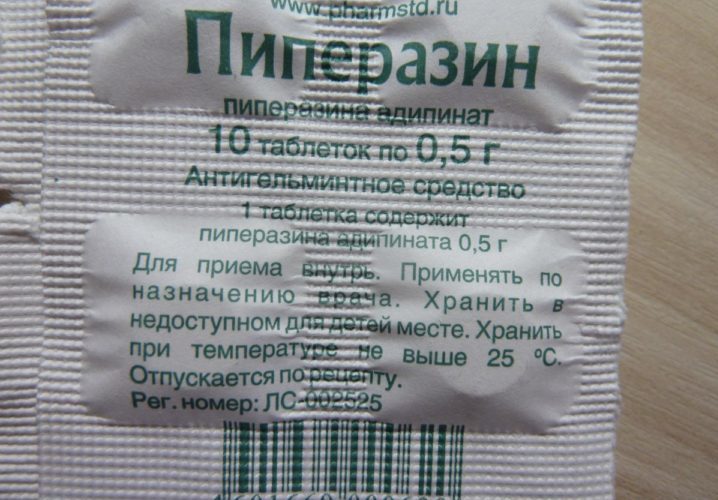 www.pharmstd.ru
Пиперазин
пиперазина адипинат
10 таблеток по 0,5 г
Антигельминтное средство
1 таблетка содержит
пиперазина адипината 0,5 г
Для приема внутрь. Применять по
назначению врача. Хранить в
недоступном для детей месте. Хранить
при температуре не выше 25 ºС.
Отпускается по рецепту.
Рег. номер: ЛС-002525